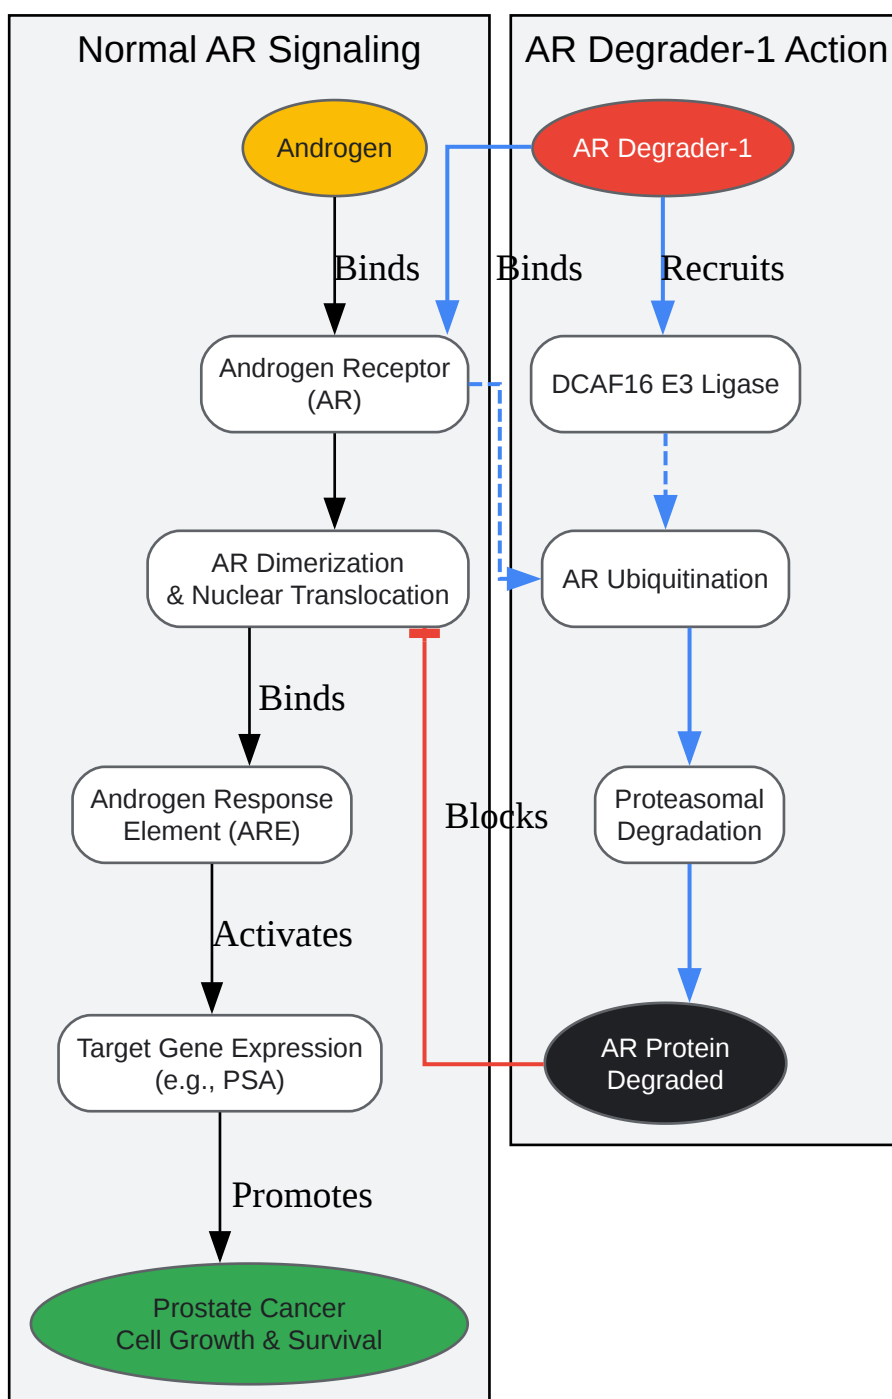 Normal AR Signaling
AR Degrader-1 Action
Androgen
AR Degrader-1
Binds
Binds
Recruits
Androgen Receptor
(AR)
DCAF16 E3 Ligase
AR Dimerization
& Nuclear Translocation
AR Ubiquitination
Binds
Androgen Response
Element (ARE)
Blocks
Proteasomal
Degradation
Activates
Target Gene Expression
(e.g., PSA)
AR Protein
Degraded
Promotes
Prostate Cancer
Cell Growth & Survival